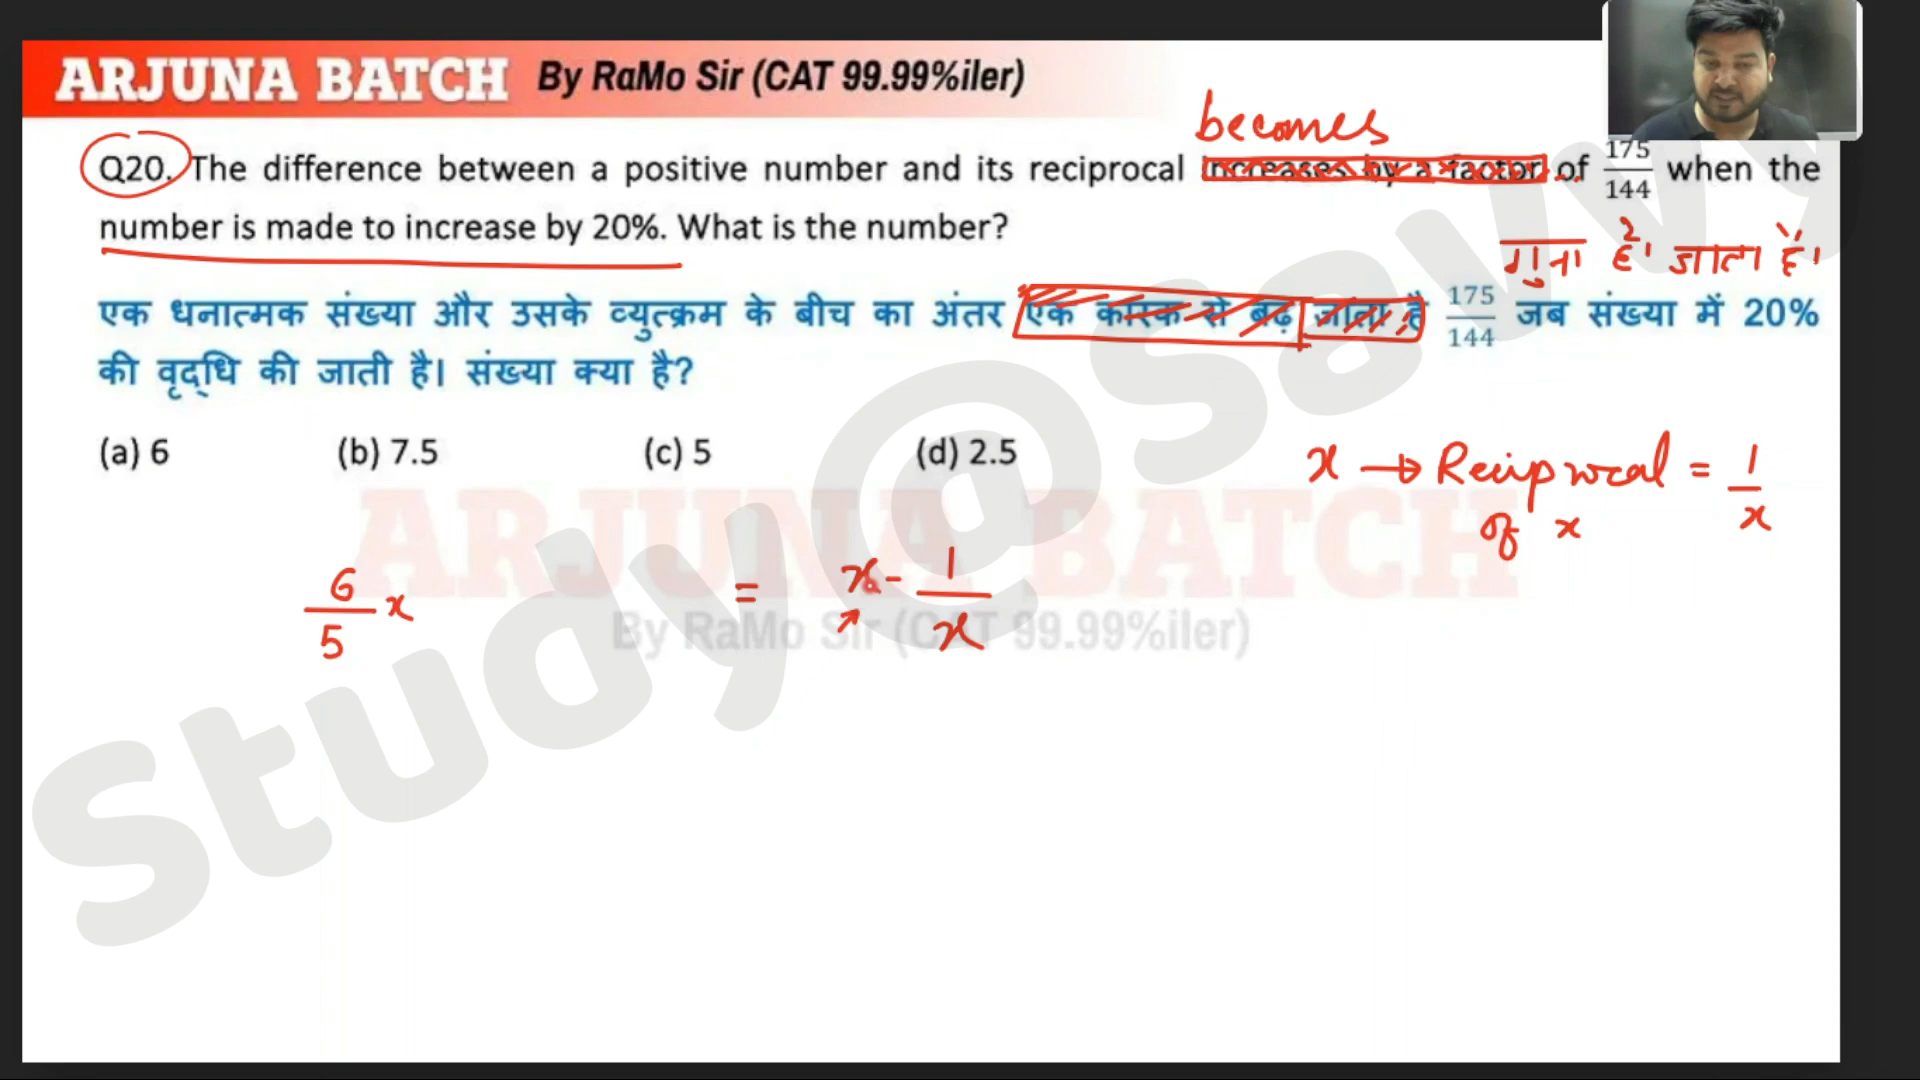 ARJUNA BATCH By RaMo Sir (CAT 99.99%iler)
becomes
Q20. The difference between a positive number and its reciprocal increases by a factor of 175/144 when the
number is made to increase by 20%. What is the number?
गुना हो जाता है।
एक धनात्मक संख्या और उसके व्युत्क्रम के बीच का अंतर एक कारक से बढ़ जाता है 175/144 जब संख्या में 20%
की वृद्धि की जाती है। संख्या क्या है?
(a) 6 (b) 7.5 (c) 5 (d) 2.5
x → Reciprocal of x = 1/x
6/5 x = x - 1/x
ARJUNA BATCH
By RaMo Sir (CAT 99.99%iler)
Study@Savvy